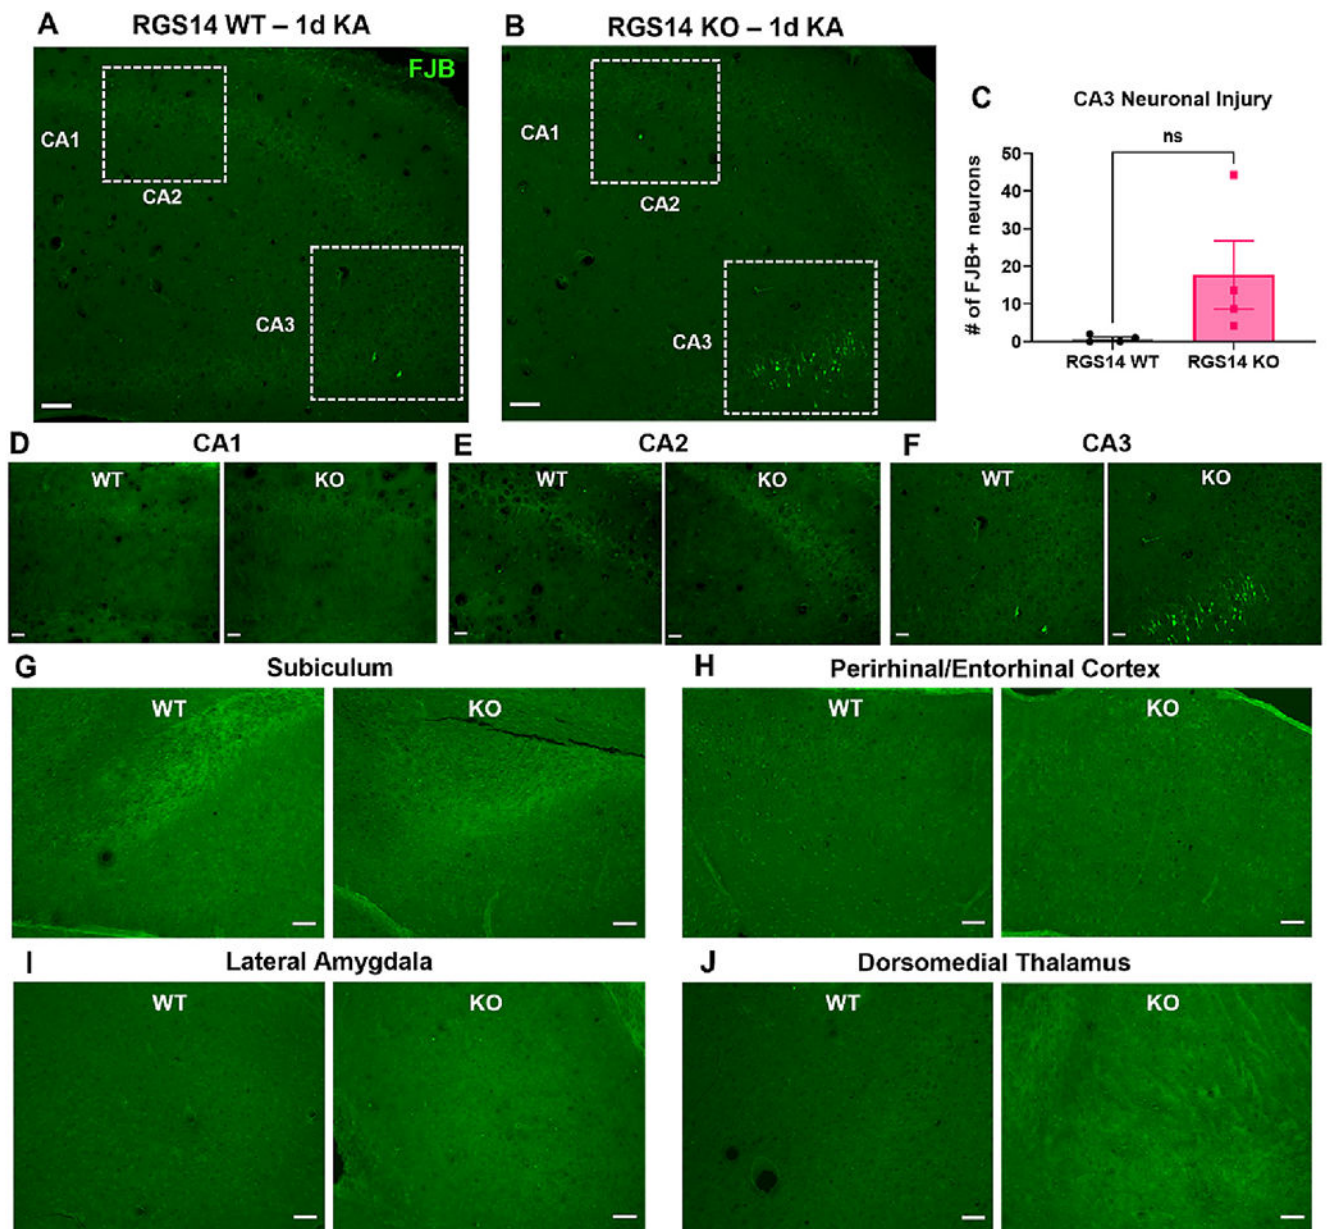 A RGS14 WT – 1d KA
FJB
CA1
CA2
CA3
B RGS14 KO – 1d KA
CA1
CA2
CA3
C CA3 Neuronal Injury
ns
# of FJB+ neurons
50
40
30
20
10
0
RGS14 WT RGS14 KO
D CA1
WT KO
E CA2
WT KO
F CA3
WT KO
G Subiculum
WT KO
H Perirhinal/Entorhinal Cortex
WT KO
I Lateral Amygdala
WT KO
J Dorsomedial Thalamus
WT KO